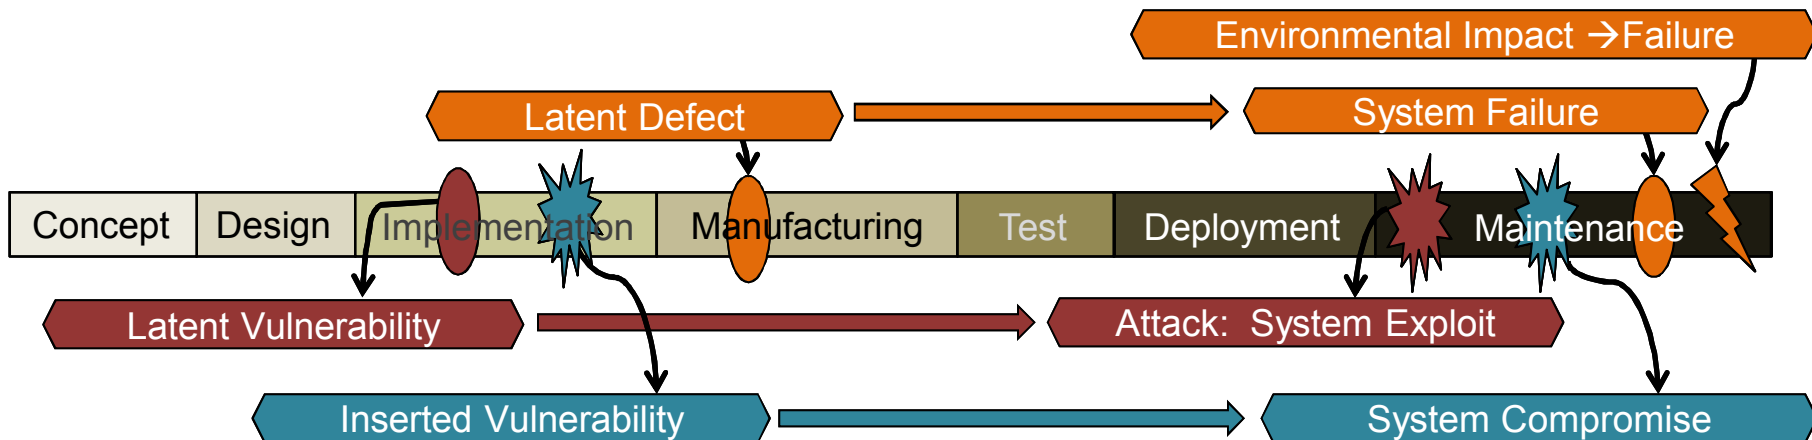 Environmental Impact →Failure
Latent Defect
System Failure
Concept
Design
Implementation
Manufacturing
Test
Deployment
Maintenance
Latent Vulnerability
Attack: System Exploit
Inserted Vulnerability
System Compromise